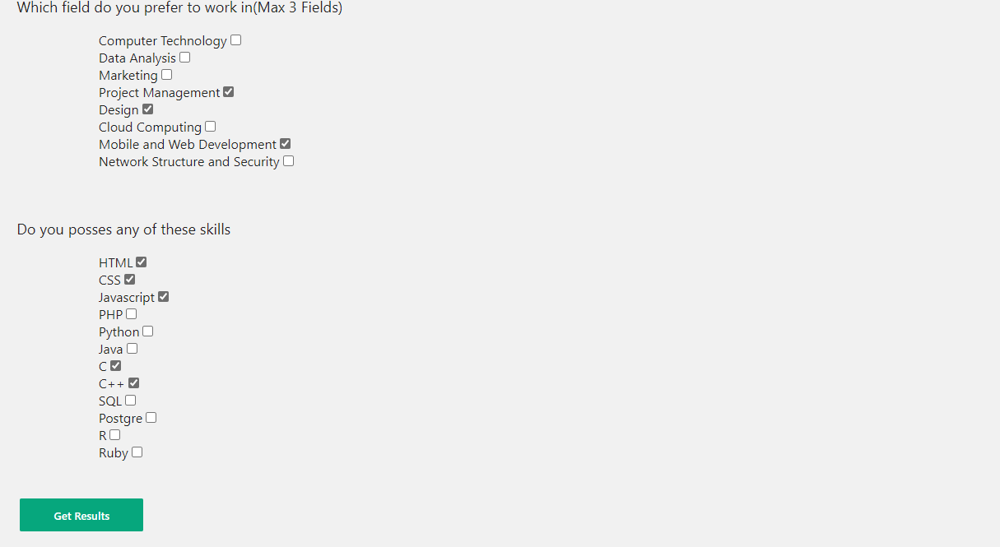 Which field do you prefer to work in(Max 3 Fields)
Computer Technology
Data Analysis
Marketing
Project Management
Design
Cloud Computing
Mobile and Web Development
Network Structure and Security
Do you posses any of these skills
HTML
CSS
Javascript
PHP
Python
Java
C
C++
SQL
Postgre
R
Ruby
Get Results